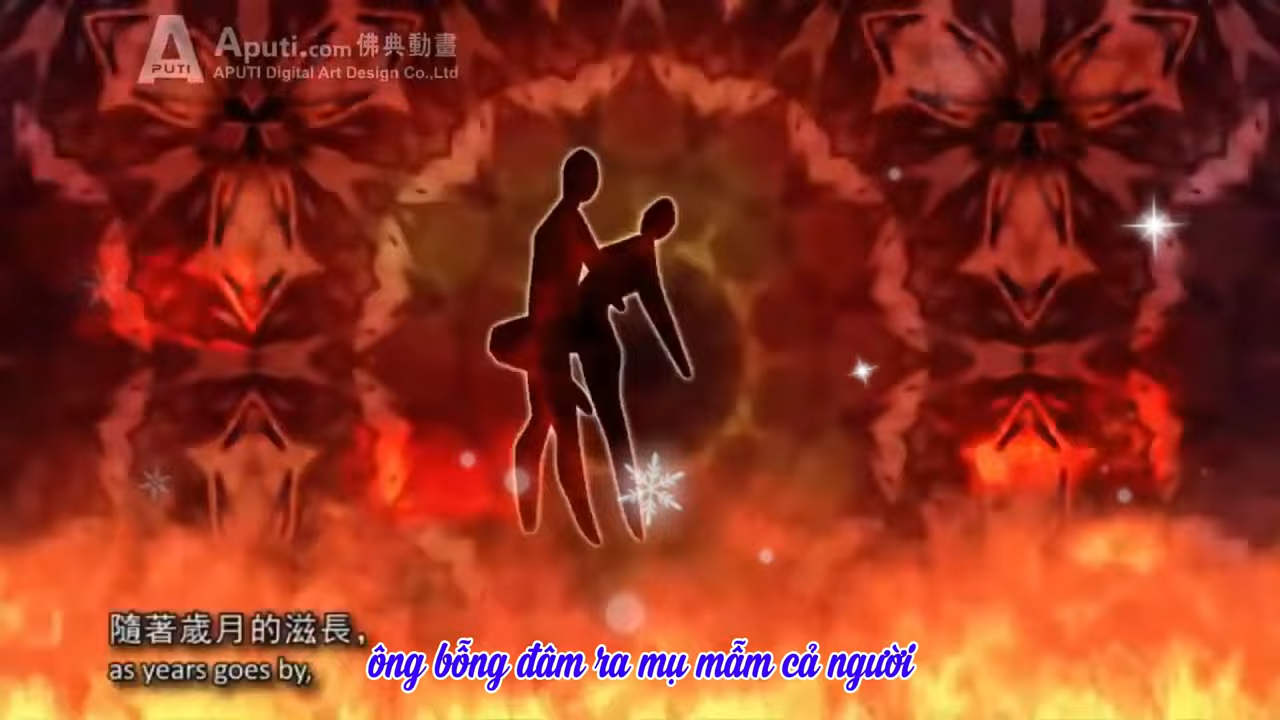 A
PUTI
Aputi.com 佛典動畫
APUTI Digital Art Design Co.,Ltd
隨著歲月的滋長,
as years goes by,
ông bỗng đâm ra mụ mẫm cả người